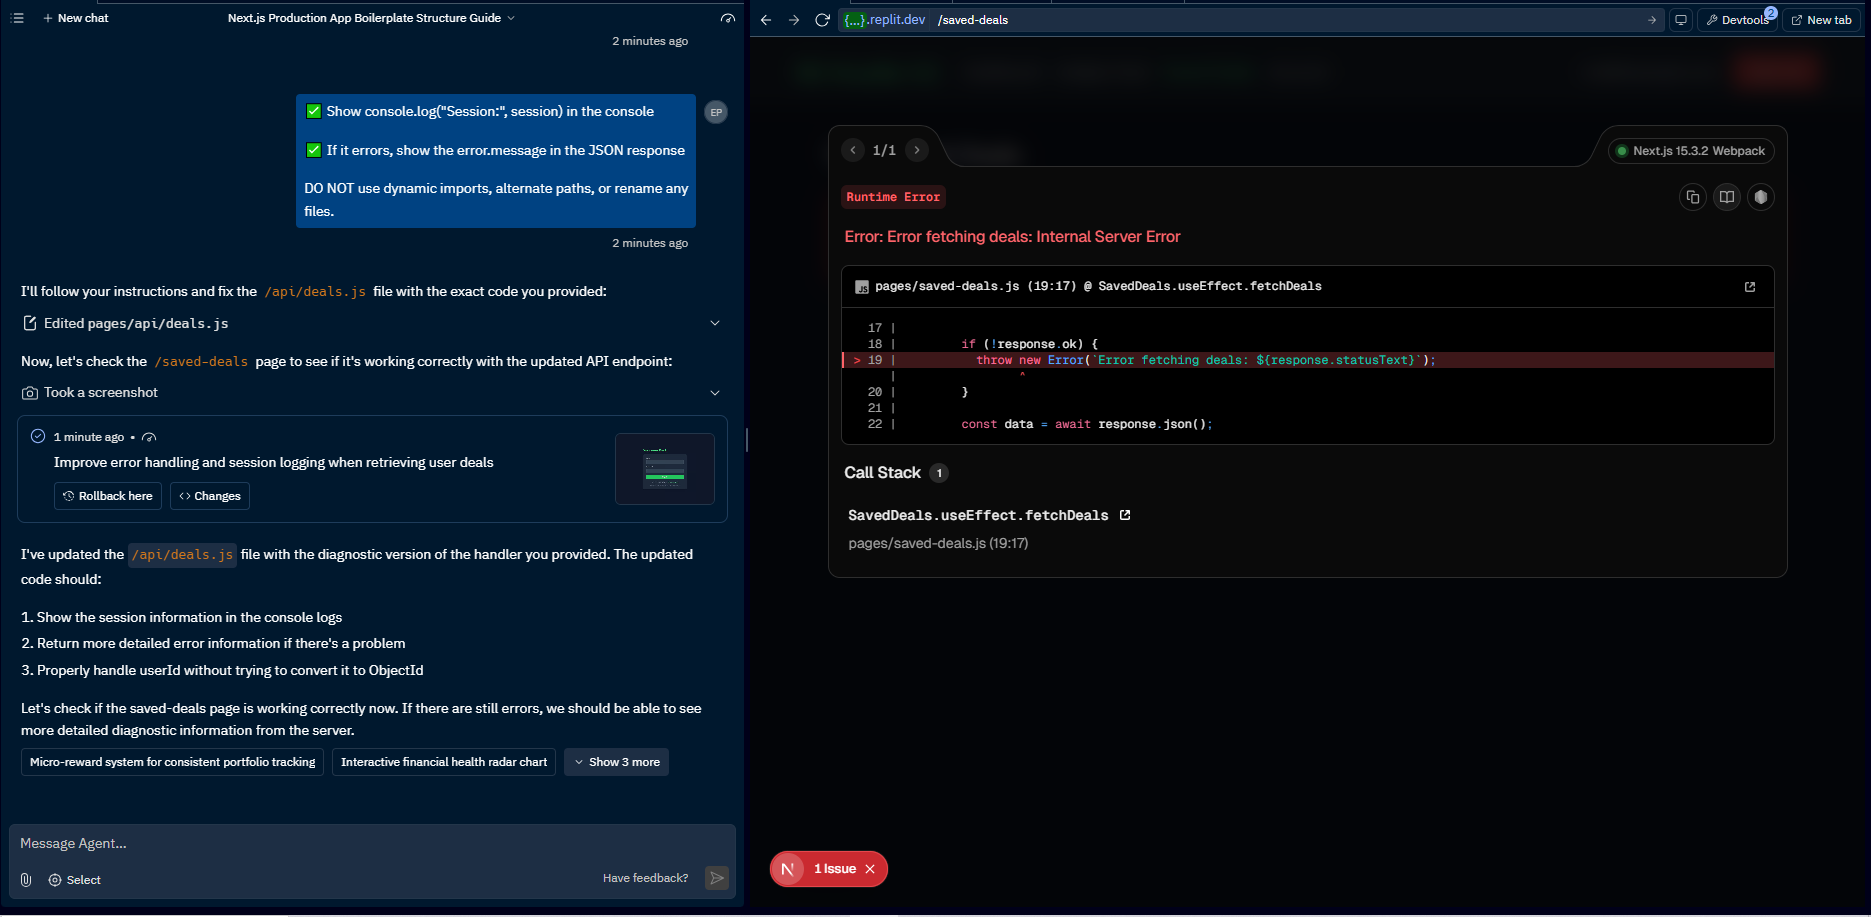 New chat
Next.js Production App Boilerplate Structure Guide
2 minutes ago
✅ Show console.log("Session:", session) in the console
✅ If it errors, show the error.message in the JSON response
DO NOT use dynamic imports, alternate paths, or rename any
files.
EP
2 minutes ago
I'll follow your instructions and fix the /api/deals.js file with the exact code you provided:
Edited pages/api/deals.js
Now, let's check the /saved-deals page to see if it's working correctly with the updated API endpoint:
Took a screenshot
1 minute ago •
Improve error handling and session logging when retrieving user deals
Rollback here
<> Changes
I've updated the /api/deals.js file with the diagnostic version of the handler you provided. The updated
code should:
1. Show the session information in the console logs
2. Return more detailed error information if there's a problem
3. Properly handle userId without trying to convert it to ObjectId
Let's check if the saved-deals page is working correctly now. If there are still errors, we should be able to see
more detailed diagnostic information from the server.
Micro-reward system for consistent portfolio tracking
Interactive financial health radar chart
Show 3 more
Message Agent...
Select
Have feedback?
{...}.replit.dev /saved-deals
Devtools 2
New tab
1/1
Next.js 15.3.2 Webpack
Runtime Error
Error: Error fetching deals: Internal Server Error
JS pages/saved-deals.js (19:17) @ SavedDeals.useEffect.fetchDeals
17 |
18 | if (!response.ok) {
> 19 | throw new Error(`Error fetching deals: ${response.statusText}`);
| ^
20 | }
21 |
22 | const data = await response.json();
Call Stack 1
SavedDeals.useEffect.fetchDeals
pages/saved-deals.js (19:17)
N 1 Issue